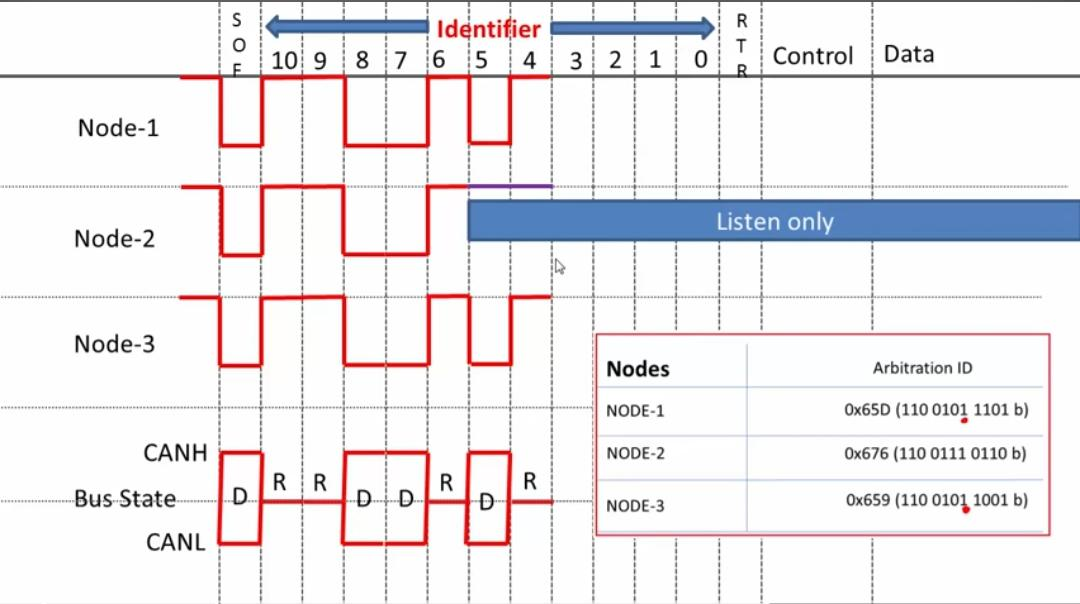 SOF
Identifier
RTR
10 9 8 7 6 5 4 3 2 1 0
Control Data
Node-1
Node-2
Listen only
Node-3
Nodes Arbitration ID
NODE-1 0x65D (110 0101 1101 b)
NODE-2 0x676 (110 0111 0110 b)
NODE-3 0x659 (110 0101 1001 b)
CANH
Bus State D R R D D R D R
CANL